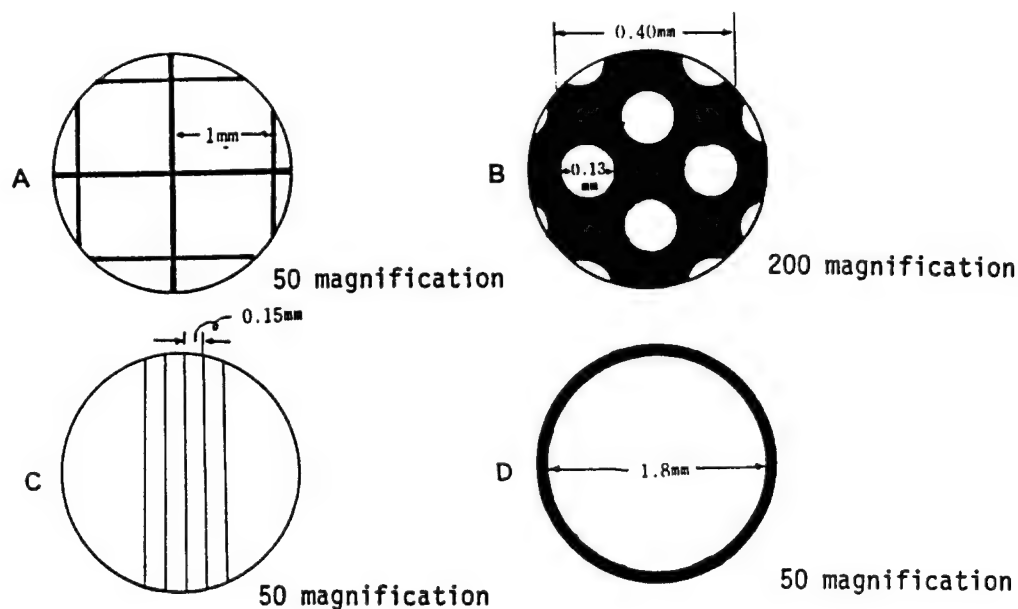 0.40mm
A
1mm
50 magnification
B
0.13
mm
200 magnification
0.15mm
C
50 magnification
D
1.8mm
50 magnification